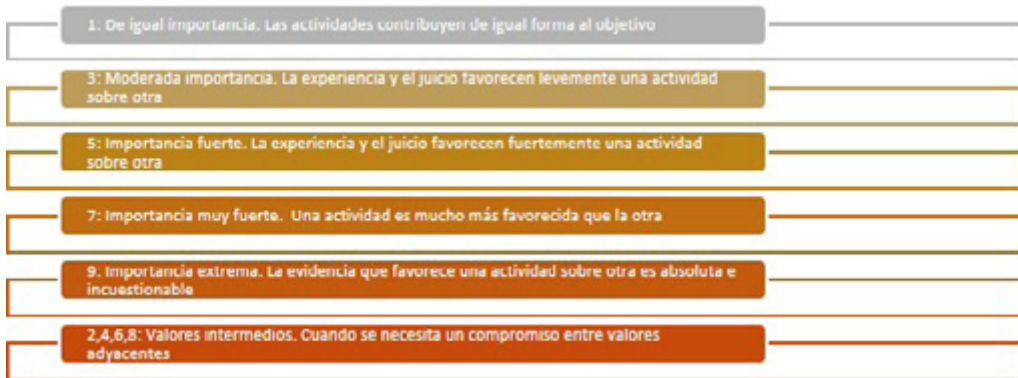 1. De igual importancia. Las actividades contribuyen de igual forma al objetivo
3: Moderada importancia. La experiencia y el juicio favorecen levemente una actividad
sobre otra
5: Importancia fuerte. La experiencia y el juicio favorecen fuertemente una actividad
sobre otra
7: Importancia muy fuerte. Una actividad es mucho más favorecida que la otra
9. Importancia extrema. La evidencia que favorece una actividad sobre otra es absoluta e
incuestionable
2,4,6,8: Valores intermedios. Cuando se necesita un compromiso entre valores
adyacentes